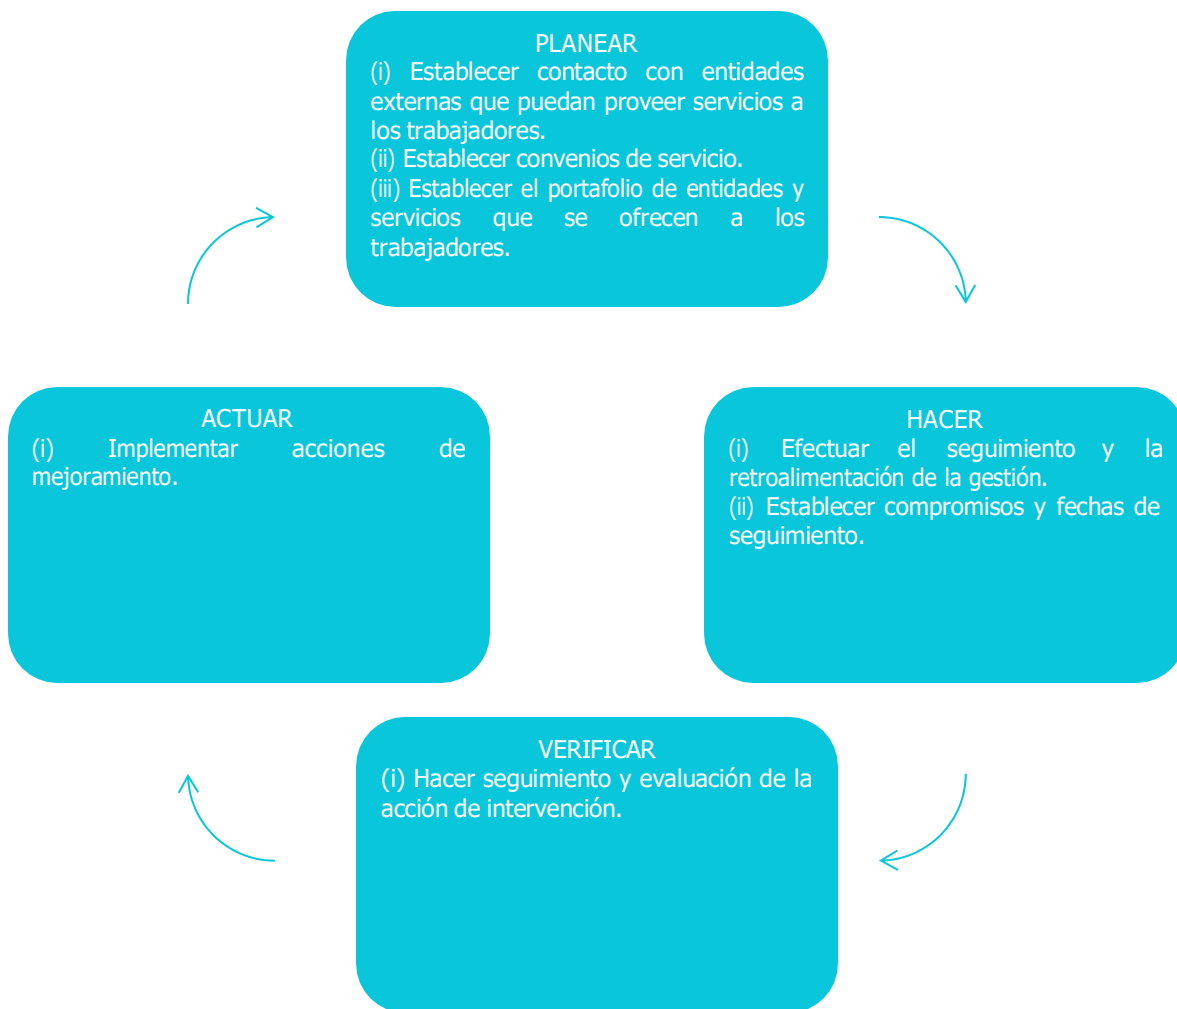 PLANEAR
(i) Establecer contacto con entidades
externas que puedan proveer servicios a
los trabajadores.
(ii) Establecer convenios de servicio.
(iii) Establecer el portafolio de entidades y
servicios que se ofrecen a los
trabajadores.
HACER
(i) Efectuar el seguimiento y la
retroalimentación de la gestión.
(ii) Establecer compromisos y fechas de
seguimiento.
VERIFICAR
(i) Hacer seguimiento y evaluación de la
acción de intervención.
ACTUAR
(i) Implementar acciones de
mejoramiento.